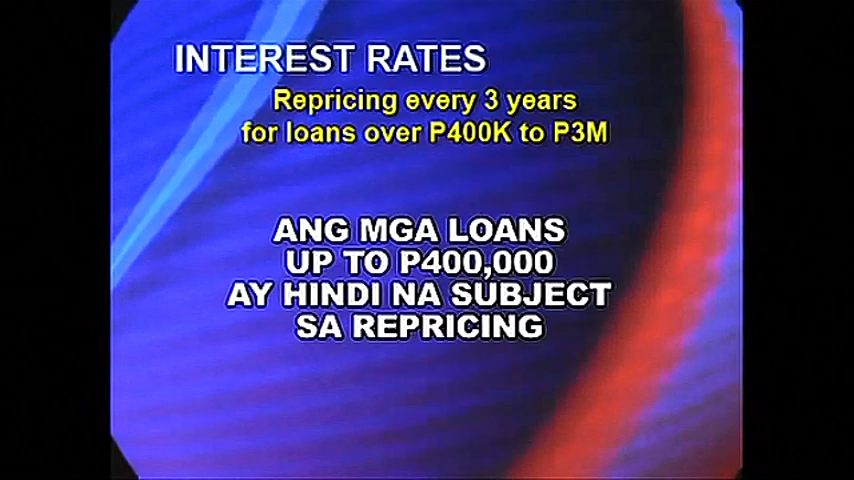 INTEREST RATES
Repricing every 3 years
for loans over P400K to P3M
ANG MGA LOANS
UP TO P400,000
AY HINDI NA SUBJECT
SA REPRICING